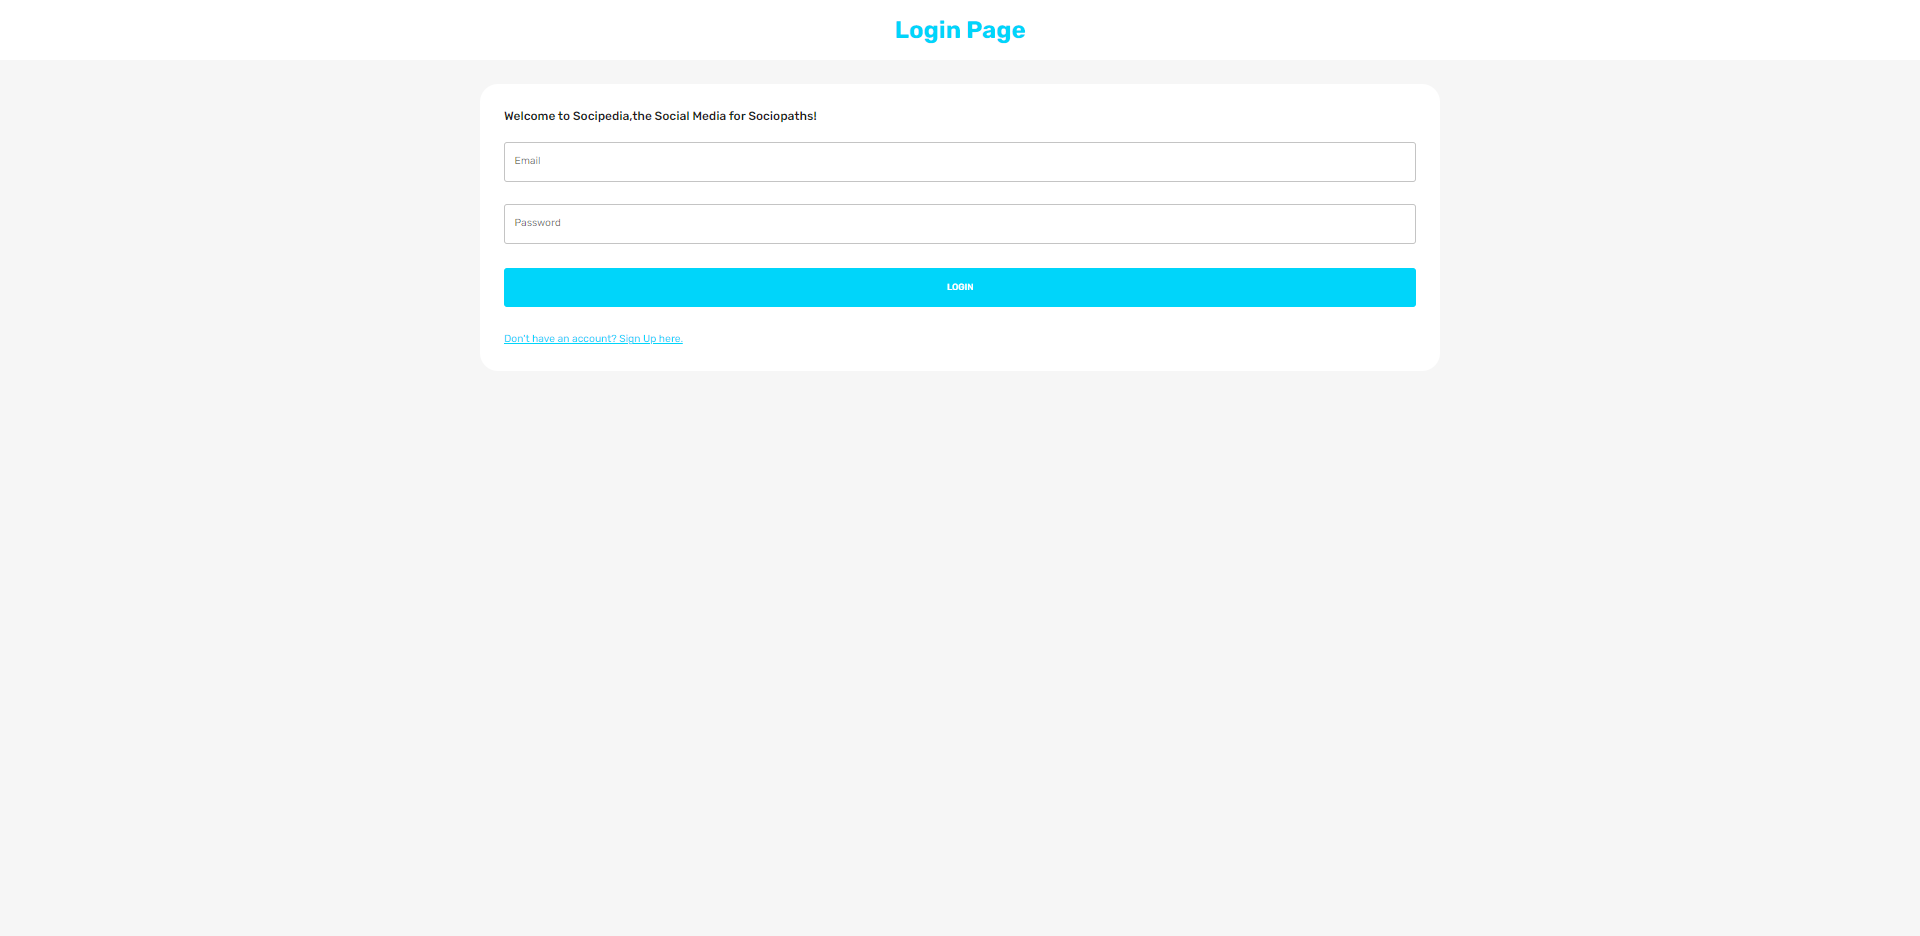 Login Page
Welcome to Socipedia,the Social Media for Sociopaths!
Email
Password
LOGIN
Don't have an account? Sign Up here.